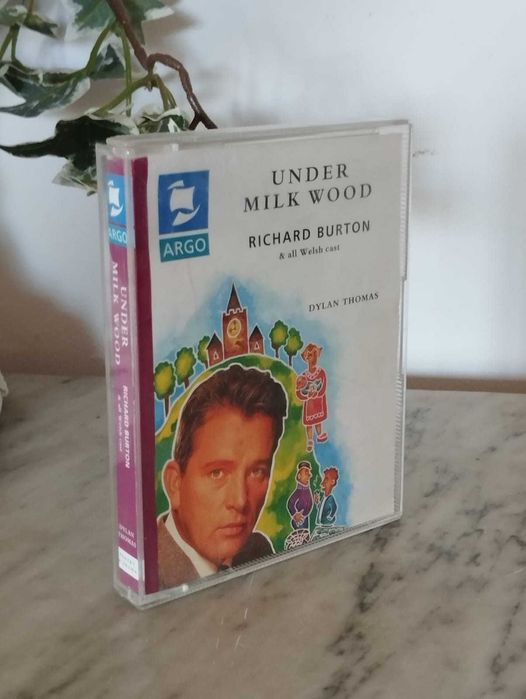 ARGO
UNDER
MILK WOOD
RICHARD BURTON
& all Welsh cast
DYLAN THOMAS
ARGO
UNDER
MILK WOOD
RICHARD BURTON
& all Welsh cast
DYLAN
THOMAS